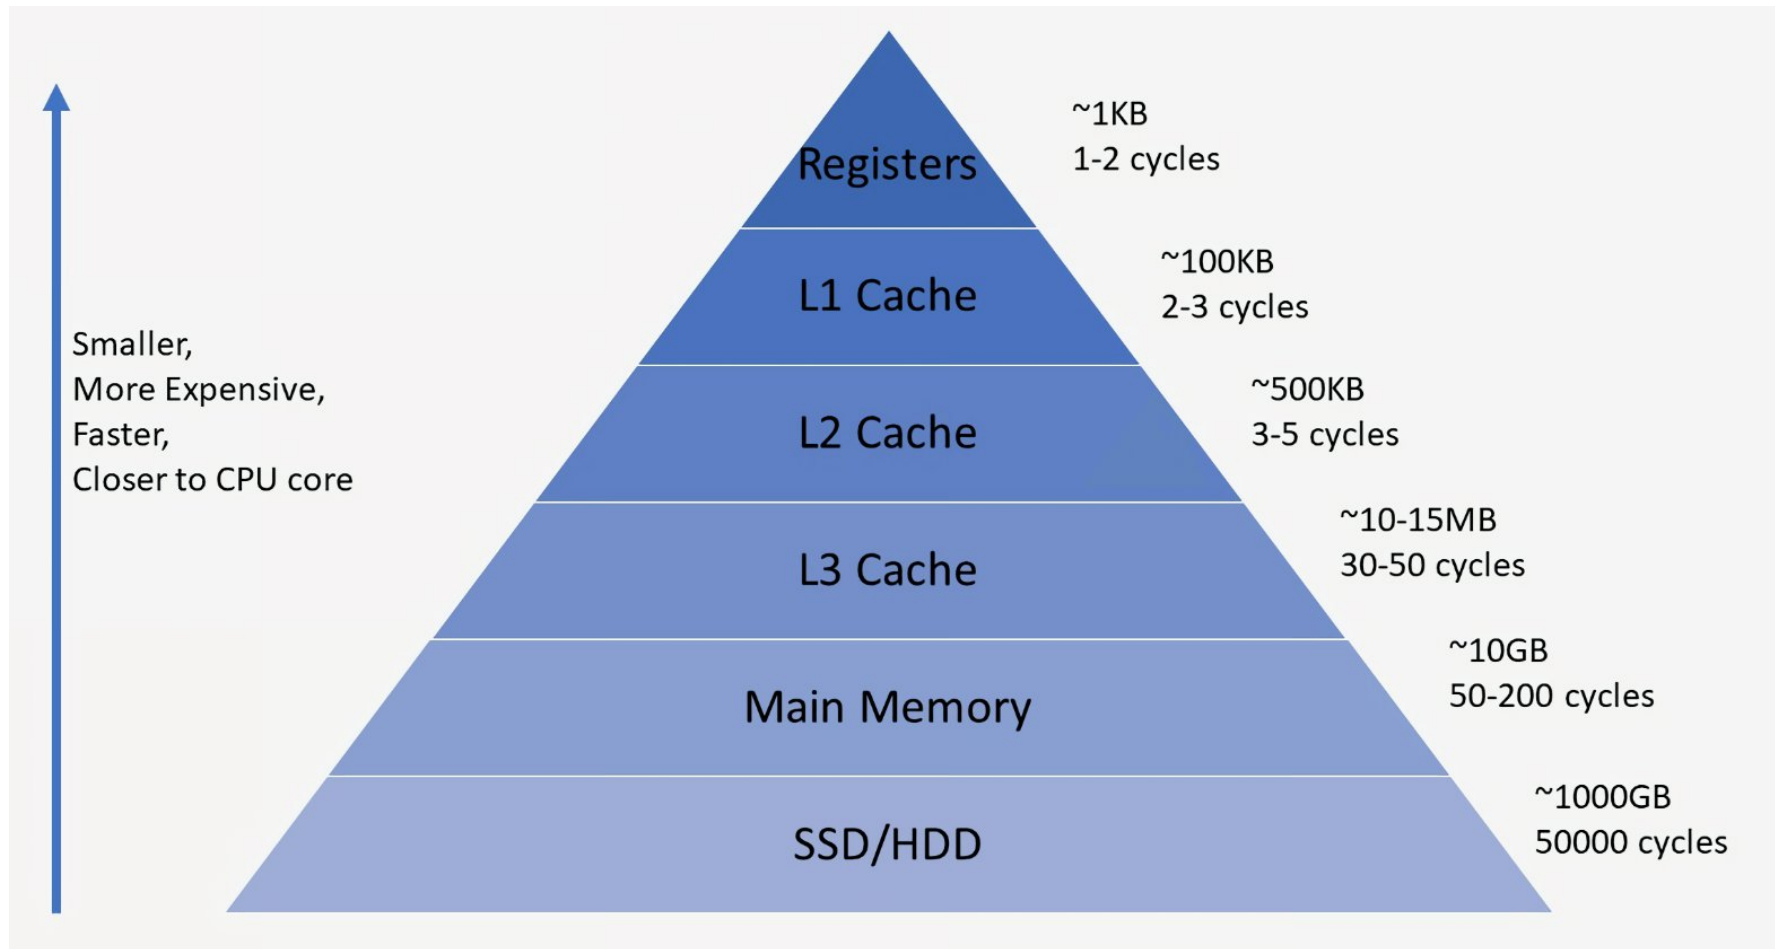 Smaller,
More Expensive,
Faster,
Closer to CPU core
Registers
~1KB
1-2 cycles
L1 Cache
~100KB
2-3 cycles
L2 Cache
~500KB
3-5 cycles
L3 Cache
~10-15MB
30-50 cycles
Main Memory
~10GB
50-200 cycles
SSD/HDD
~1000GB
50000 cycles